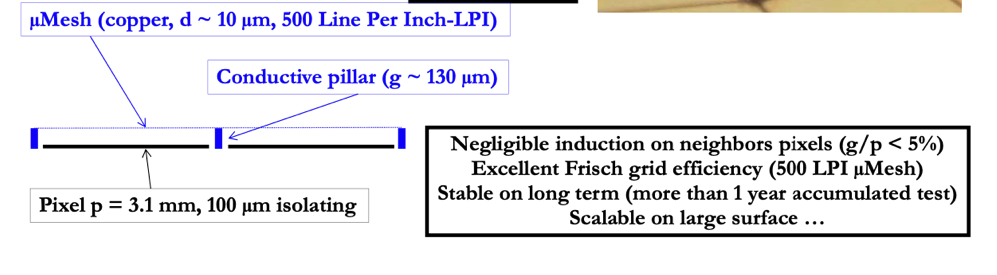 µMesh (copper, d ~ 10 µm, 500 Line Per Inch-LPI)
Conductive pillar (g ~ 130 µm)
Pixel p = 3.1 mm, 100 µm isolating
Negligible induction on neighbors pixels (g/p < 5%)
Excellent Frisch grid efficiency (500 LPI µMesh)
Stable on long term (more than 1 year accumulated test)
Scalable on large surface …